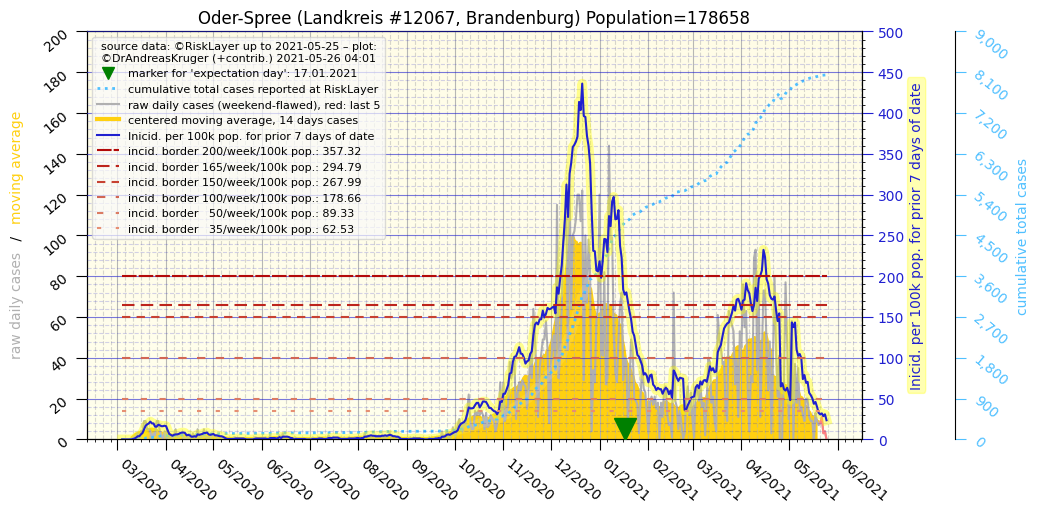 Oder-Spree (Landkreis #12067, Brandenburg) Population=178658
source data: ©RiskLayer up to 2021-05-25 – plot:
©DrAndreasKruger (+contrib.) 2021-05-26 04:01
marker for 'expectation day': 17.01.2021
cumulative total cases reported at RiskLayer
raw daily cases (weekend-flawed), red: last 5
centered moving average, 14 days cases
Inicid. per 100k pop. for prior 7 days of date
incid. border 200/week/100k pop.: 357.32
incid. border 165/week/100k pop.: 294.79
incid. border 150/week/100k pop.: 267.99
incid. border 100/week/100k pop.: 178.66
incid. border   50/week/100k pop.: 89.33
incid. border   35/week/100k pop.: 62.53
raw daily cases / moving average
200
180
160
140
120
100
80
60
40
20
0
500
450
400
350
300
250
200
150
100
50
0
Inicid. per 100k pop. for prior 7 days of date
9,000
8,100
7,200
6,300
5,400
4,500
3,600
2,700
1,800
900
0
cumulative total cases
03/2020
04/2020
05/2020
06/2020
07/2020
08/2020
09/2020
10/2020
11/2020
12/2020
01/2021
02/2021
03/2021
04/2021
05/2021
06/2021